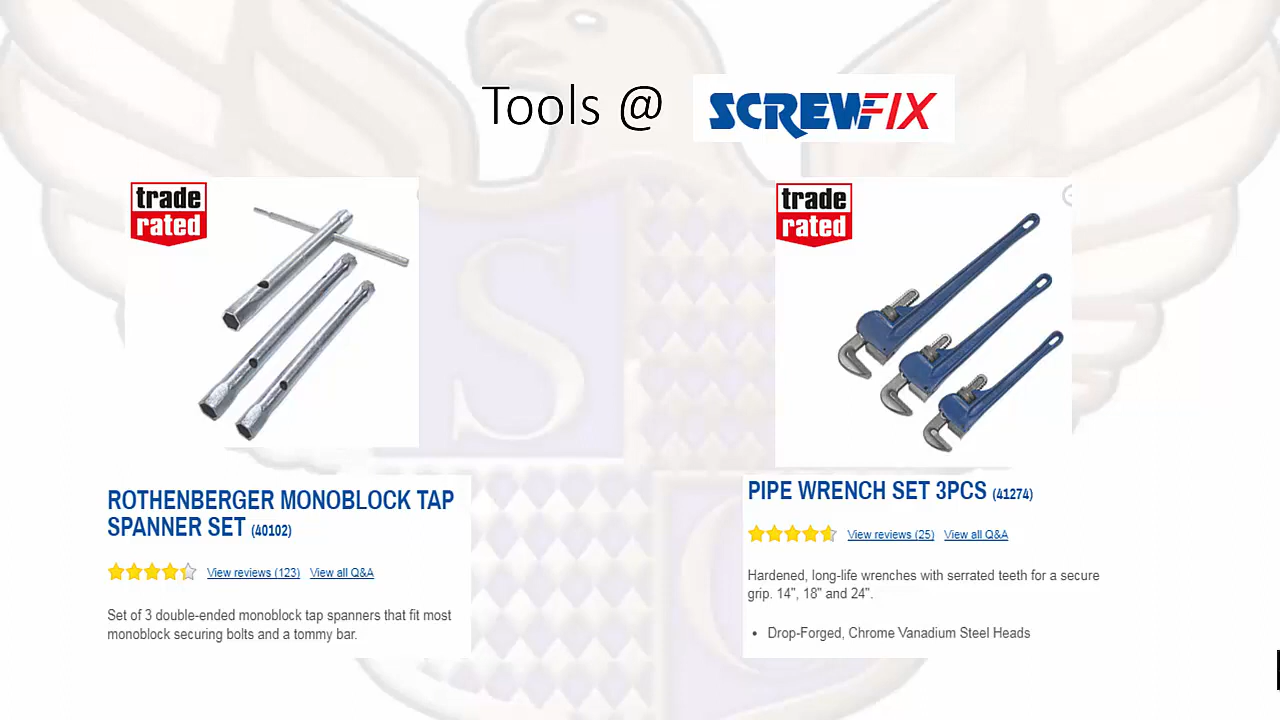 Tools @ SCREWFIX
trade
rated
trade
rated
S
ROTHENBERGER MONOBLOCK TAP
SPANNER SET (40102)
View reviews (123) View all Q&A
Set of 3 double-ended monoblock tap spanners that fit most
monoblock securing bolts and a tommy bar.
PIPE WRENCH SET 3PCS (41274)
View reviews (25) View all Q&A
Hardened, long-life wrenches with serrated teeth for a secure
grip. 14", 18" and 24".
• Drop-Forged, Chrome Vanadium Steel Heads